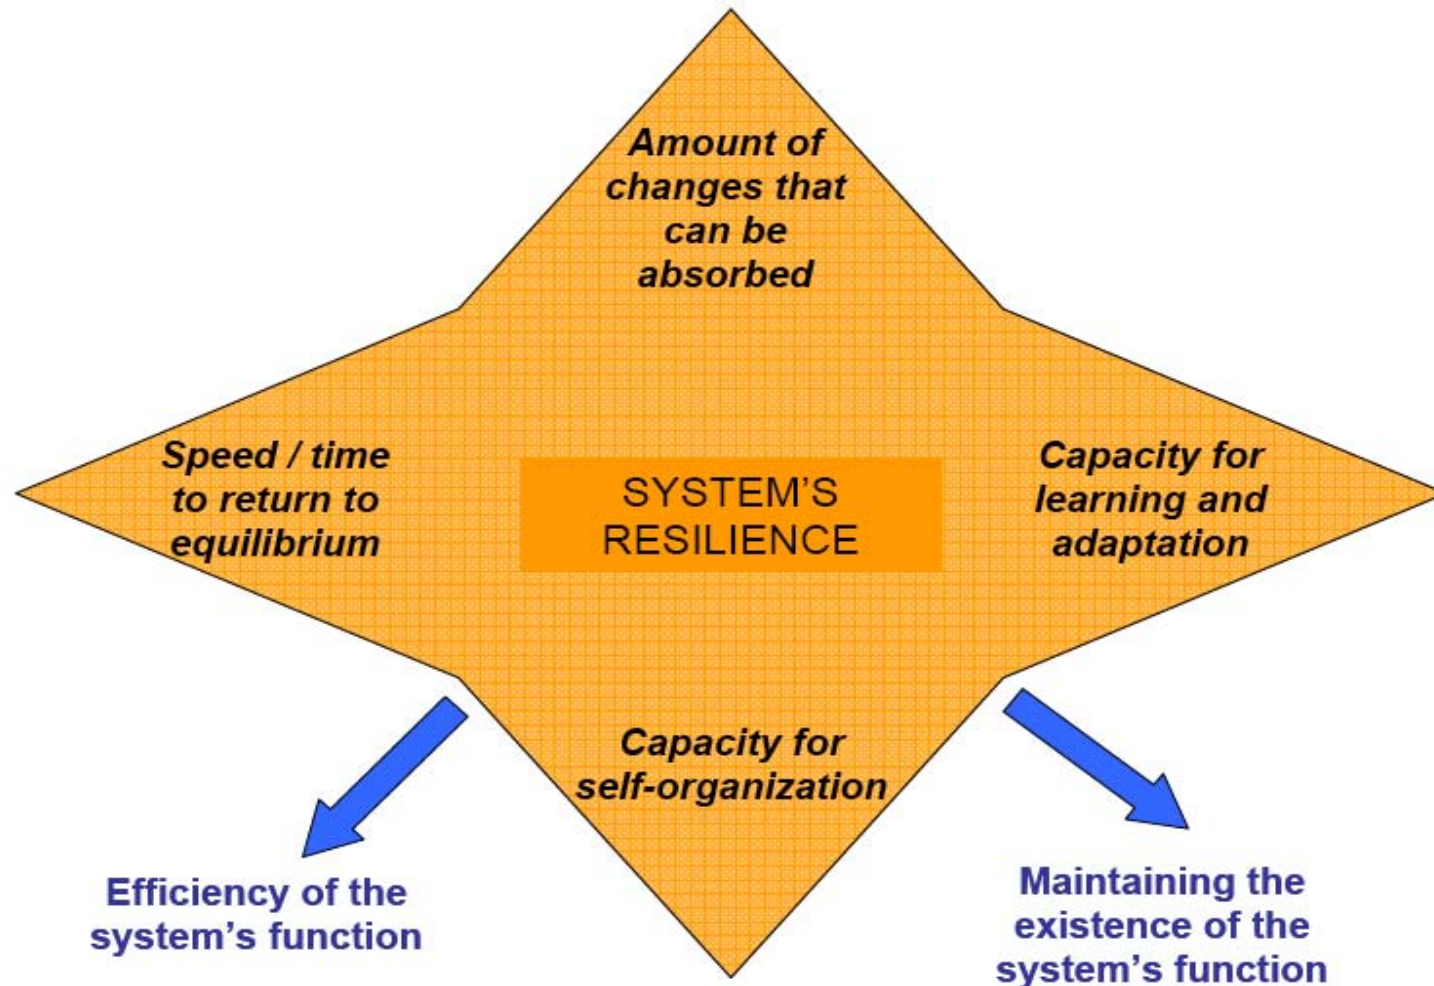 Amount of
changes that
can be
absorbed
Speed / time
to return to
equilibrium
SYSTEM'S
RESILIENCE
Capacity for
learning and
adaptation
Capacity for
self-organization
Efficiency of the
system's function
Maintaining the
existence of the
system's function